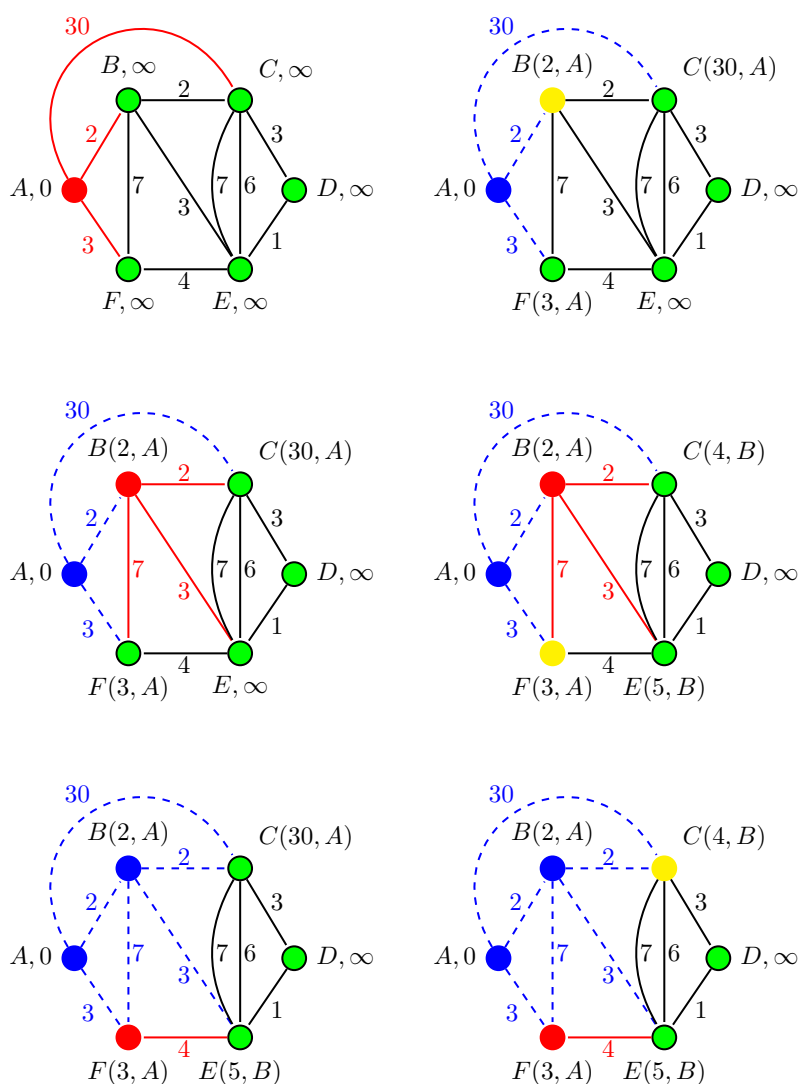 30
B, ∞
C, ∞
2
2
3
A, 0
7
7
6
D, ∞
3
3
1
4
F, ∞
E, ∞
30
B(2, A)
C(30, A)
2
2
3
A, 0
7
7
6
D, ∞
3
3
1
4
F(3, A)
E, ∞
30
B(2, A)
C(30, A)
2
2
3
A, 0
7
7
6
D, ∞
3
3
1
4
F(3, A)
E, ∞
30
B(2, A)
C(4, B)
2
2
3
A, 0
7
7
6
D, ∞
3
3
1
4
F(3, A)
E(5, B)
30
B(2, A)
C(30, A)
2
2
3
A, 0
7
7
6
D, ∞
3
3
1
4
F(3, A)
E(5, B)
30
B(2, A)
C(4, B)
2
2
3
A, 0
7
7
6
D, ∞
3
3
1
4
F(3, A)
E(5, B)